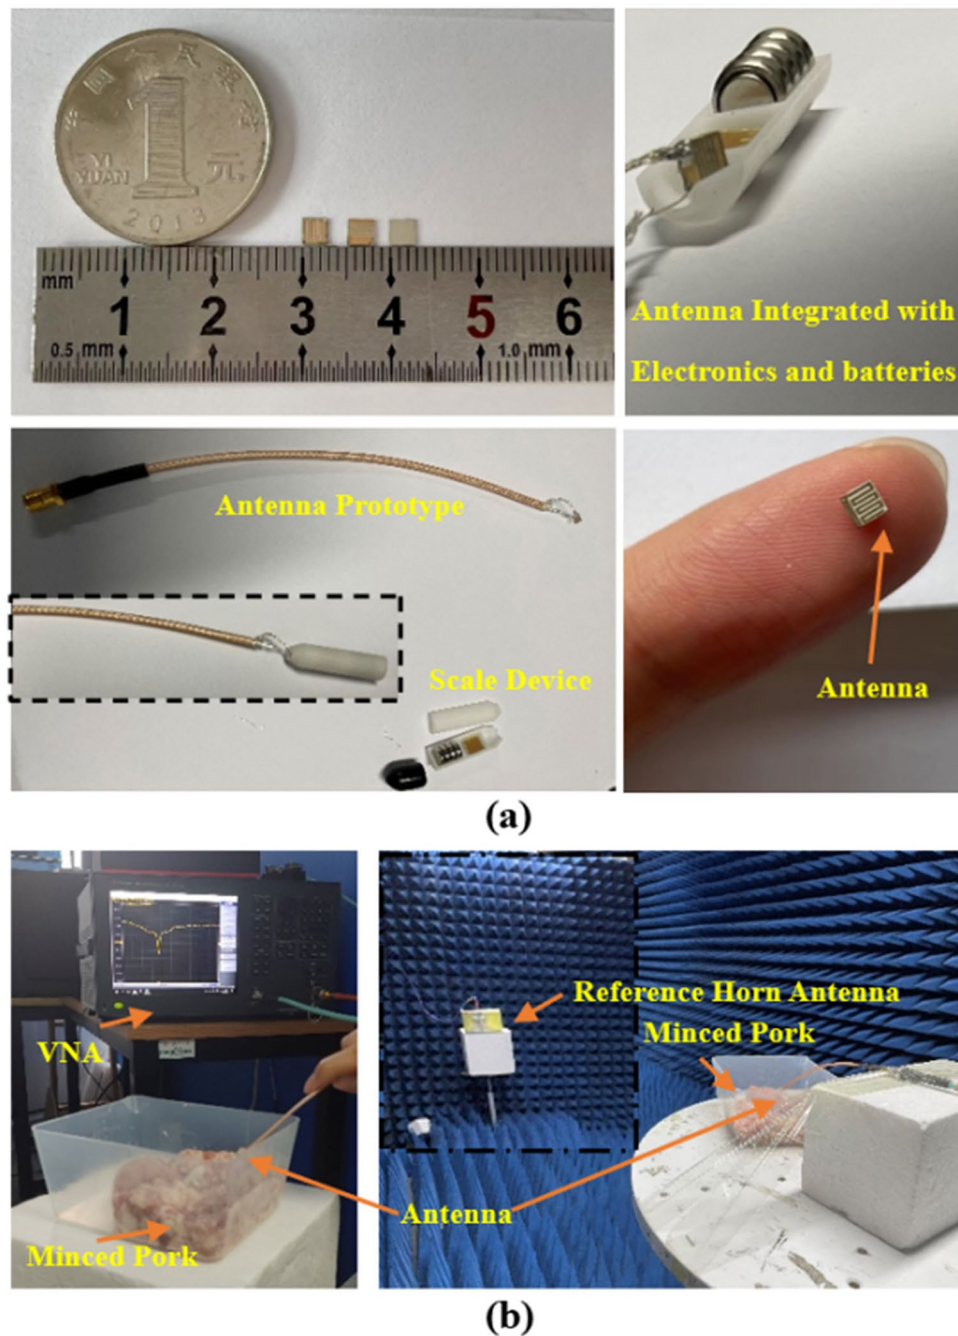 YI
YUAN
元
2013
mm
1 2 3 4 5 6
0.5 mm
1.0 mm
Antenna Integrated with
Electronics and batteries
Antenna Prototype
Scale Device
Antenna
(a)
VNA
Minced Pork
Reference Horn Antenna
Minced Pork
Antenna
(b)